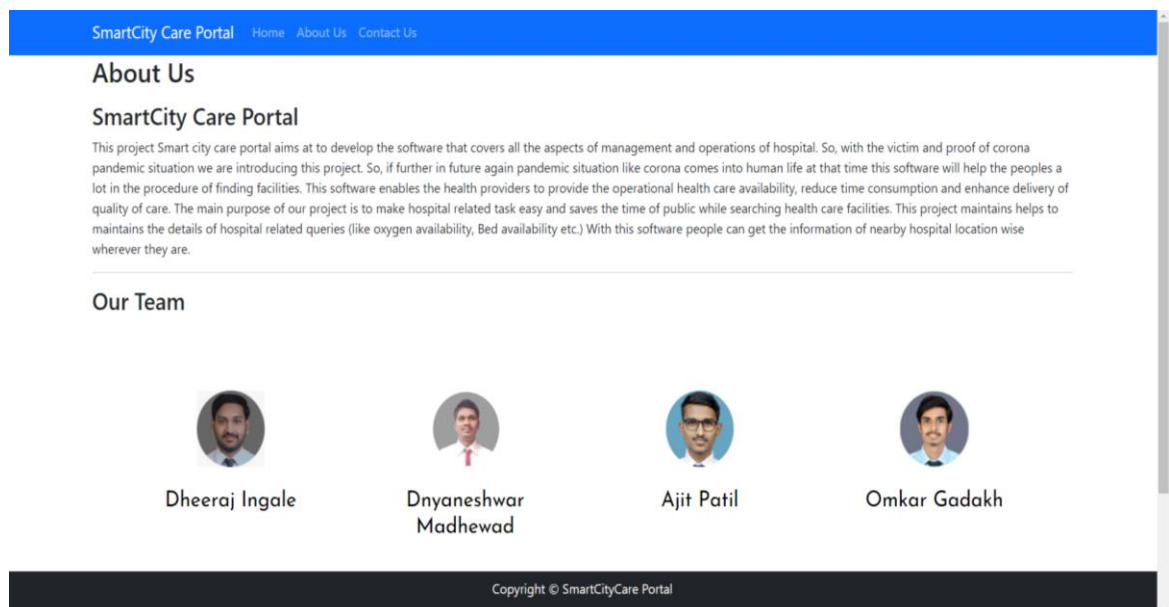 SmartCity Care Portal Home About Us Contact Us
About Us
SmartCity Care Portal
This project Smart city care portal aims at to develop the software that covers all the aspects of management and operations of hospital. So, with the victim and proof of corona
pandemic situation we are introducing this project. So, if further in future again pandemic situation like corona comes into human life at that time this software will help the peoples a
lot in the procedure of finding facilities. This software enables the health providers to provide the operational health care availability, reduce time consumption and enhance delivery of
quality of care. The main purpose of our project is to make hospital related task easy and saves the time of public while searching health care facilities. This project maintains helps to
maintains the details of hospital related queries (like oxygen availability, Bed availability etc.) With this software people can get the information of nearby hospital location wise
wherever they are.
Our Team
Dheeraj Ingale
Dnyaneshwar
Madhewad
Ajit Patil
Omkar Gadakh
Copyright © SmartCityCare Portal